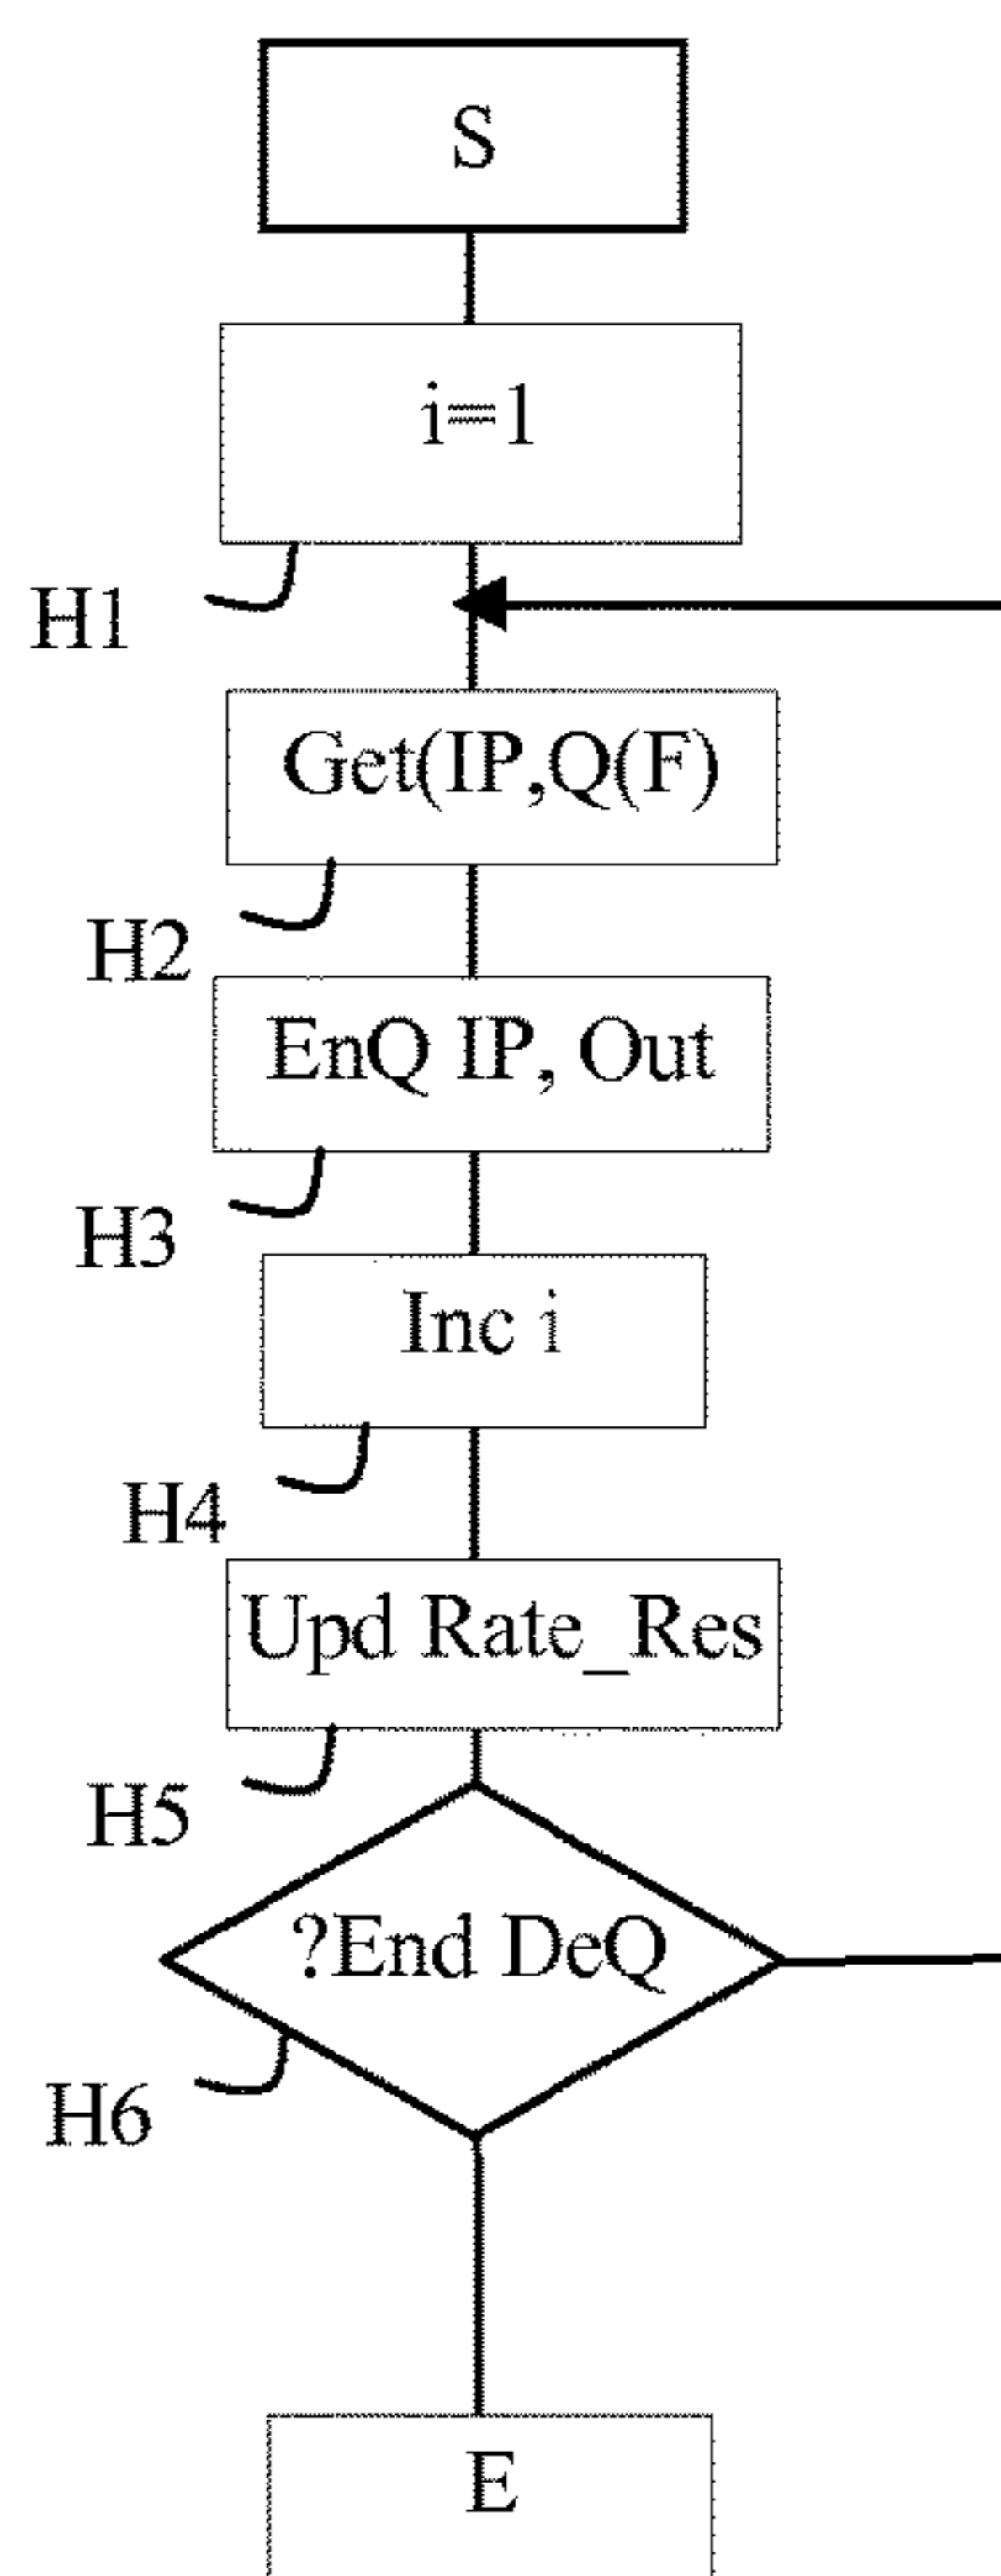 S
i=1
H1
Get(IP,Q(F)
H2
EnQ IP, Out
H3
Inc i
H4
Upd Rate_Res
H5
?End DeQ
H6
E